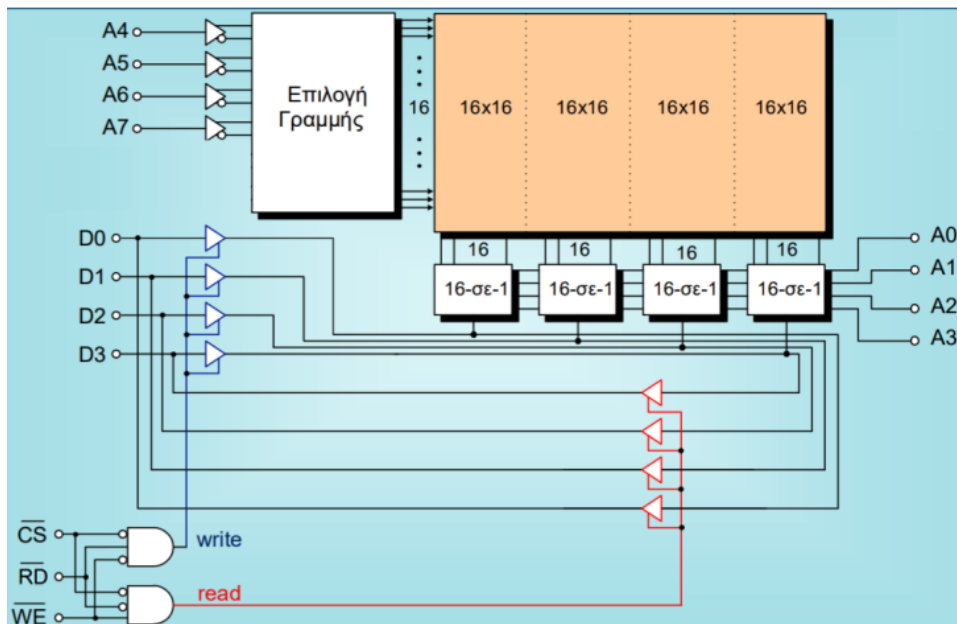 A4
A5
A6
A7
Επιλογή
Γραμμής
16
16x16
16x16
16x16
16x16
D0
D1
D2
D3
16
16
16
16
16-σε-1
16-σε-1
16-σε-1
16-σε-1
A0
A1
A2
A3
CS
RD
WE
write
read